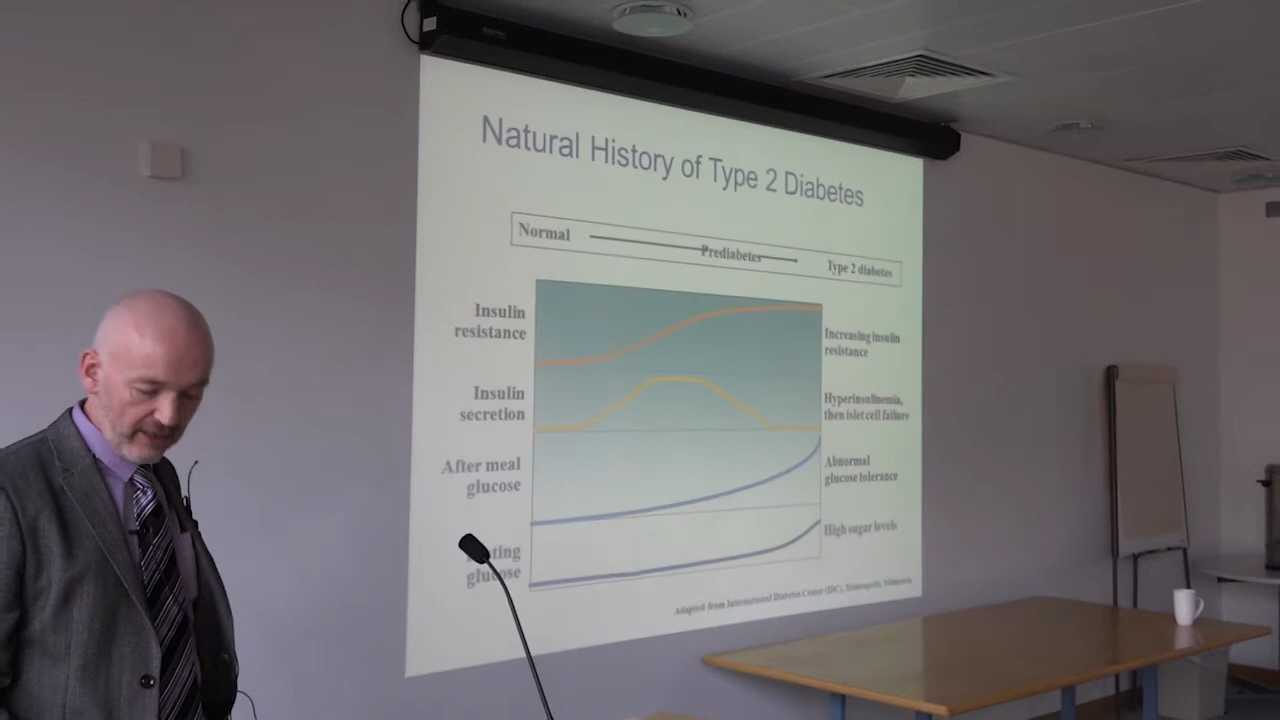 Natural History of Type 2 Diabetes
Normal Prediabetes Type 2 diabetes
Insulin
resistance
Increasing insulin
resistance
Insulin
secretion
Hyperinsulinemia,
then islet cell failure
After meal
glucose
Abnormal
glucose tolerance
ting
glucose
High sugar levels
Adapted from International Diabetes Center (IDC), Minneapolis, Minnesota